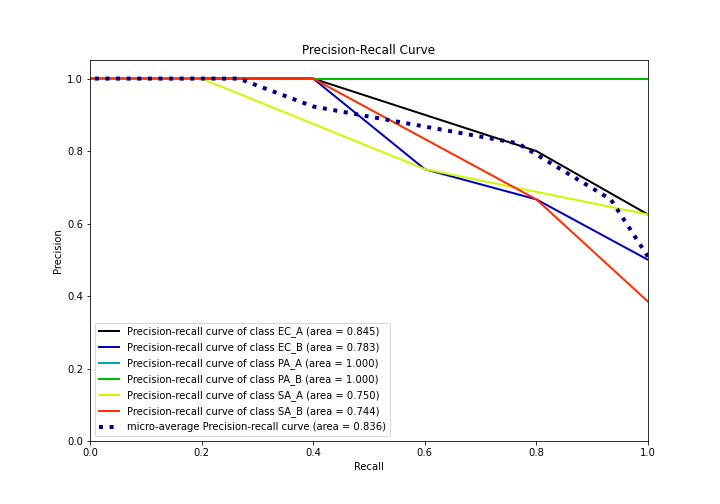 Precision-Recall Curve
1.0
0.8
0.6
0.4
0.2
0.0
Precision
Precision-recall curve of class EC_A (area = 0.845)
Precision-recall curve of class EC_B (area = 0.783)
Precision-recall curve of class PA_A (area = 1.000)
Precision-recall curve of class PA_B (area = 1.000)
Precision-recall curve of class SA_A (area = 0.750)
Precision-recall curve of class SA_B (area = 0.744)
micro-average Precision-recall curve (area = 0.836)
0.0 0.2 0.4 0.6 0.8 1.0
Recall